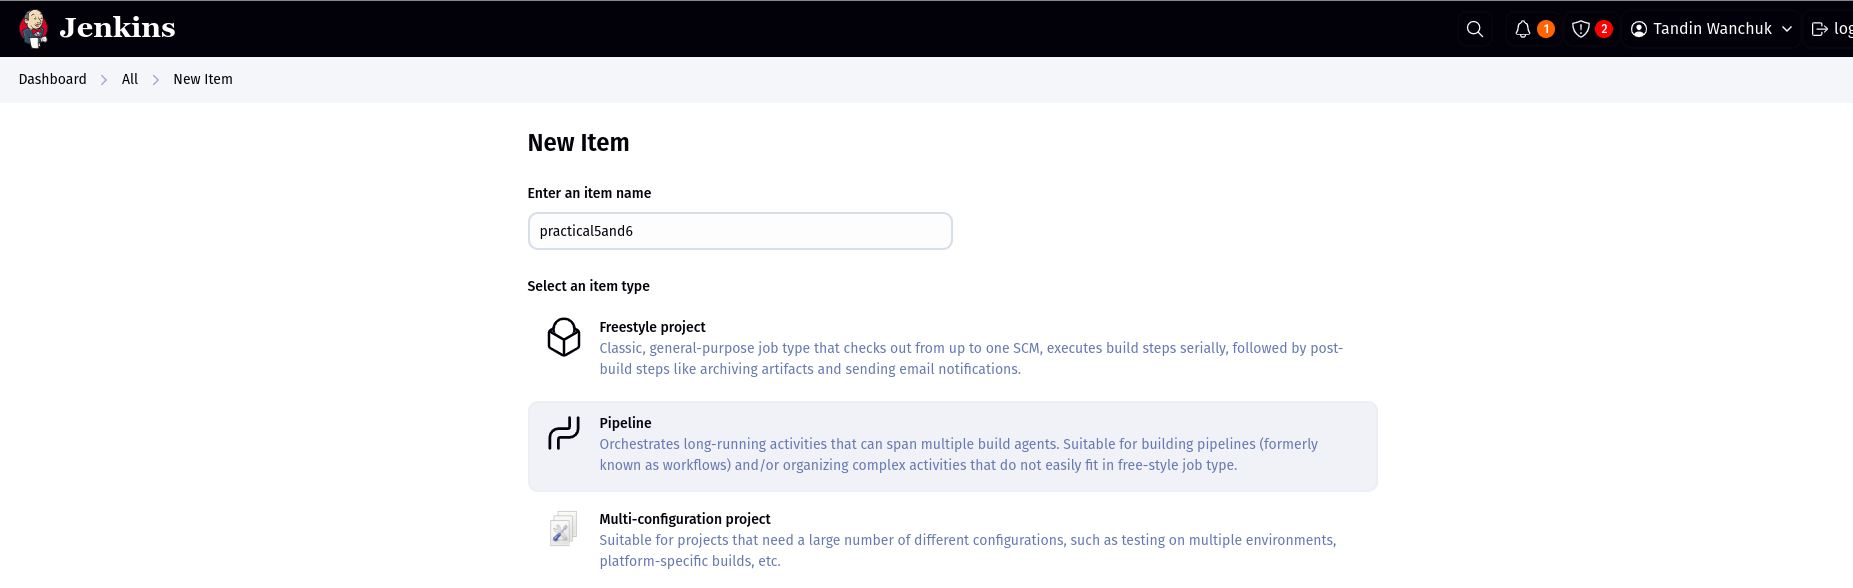 Jenkins
1
2
Tandin Wanchuk
log
Dashboard
All
New Item
New Item
Enter an item name
practical5and6
Select an item type
Freestyle project
Classic, general-purpose job type that checks out from up to one SCM, executes build steps serially, followed by post-
build steps like archiving artifacts and sending email notifications.
Pipeline
Orchestrates long-running activities that can span multiple build agents. Suitable for building pipelines (formerly
known as workflows) and/or organizing complex activities that do not easily fit in free-style job type.
Multi-configuration project
Suitable for projects that need a large number of different configurations, such as testing on multiple environments,
platform-specific builds, etc.